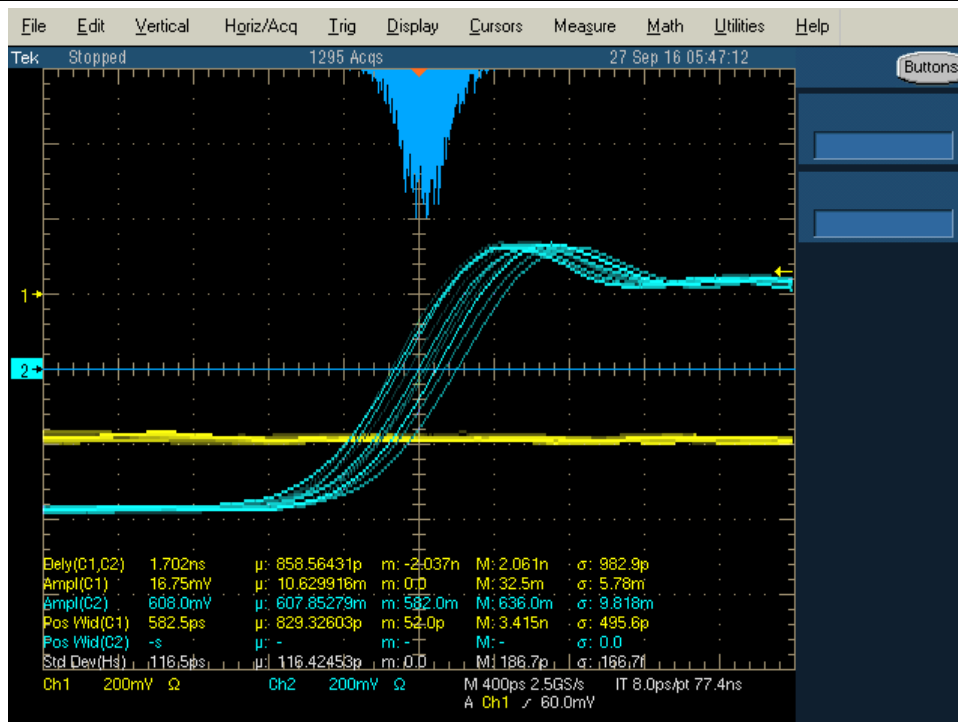 File Edit Vertical Horiz/Acq Trig Display Cursors Measure Math Utilities Help
Tek Stopped 1295 Acqs 27 Sep 16 05:47:12
Buttons
1
2
Dely(C1,C2) 1.702ns µ: 858.56431p m: -2.037n M: 2.061n σ: 982.9p
Ampl(C1) 16.75mV µ: 10.629916m m: 0.0 M: 32.5m σ: 5.78m
Ampl(C2) 608.0mV µ: 607.85279m m: 582.0m M: 636.0m σ: 9.818m
Pos Wid(C1) 582.5ps µ: 829.32603p m: 52.0p M: 3.415n σ: 495.6p
Pos Wid(C2) -s µ: - m: - M: - σ: 0.0
Std Dev(Hs) 116.5ps µ: 116.42453p m: 0.0 M: 186.7p σ: 166.7f
Ch1 200mV Ω Ch2 200mV Ω M 400ps 2.5GS/s IT 8.0ps/pt 77.4ns
A Ch1 ╱ 60.0mV